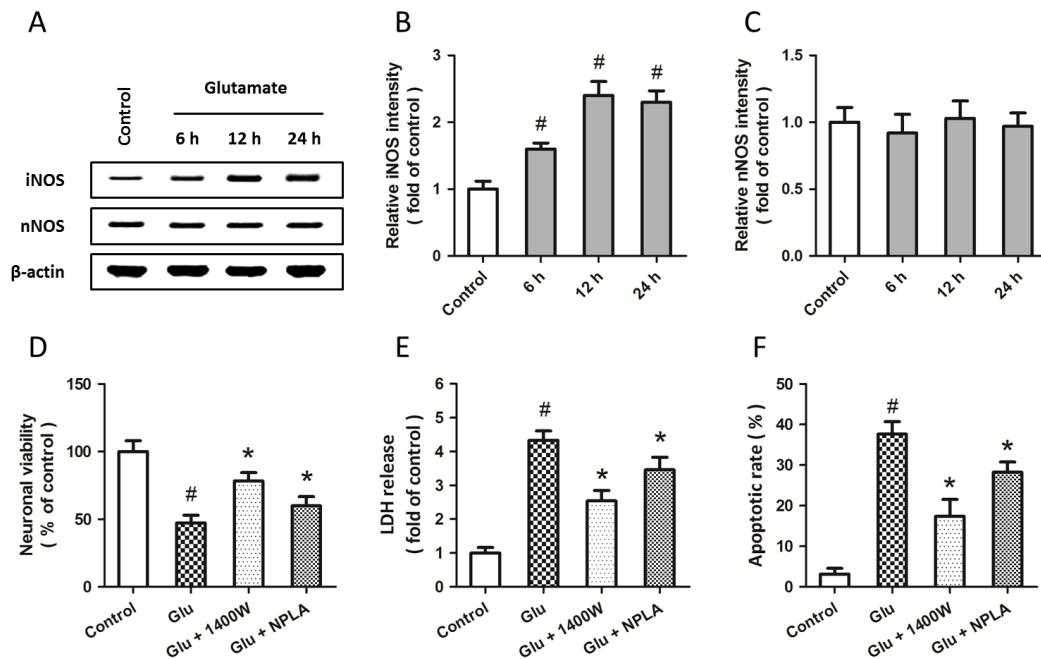 A
Control
Glutamate
6 h 12 h 24 h
iNOS
nNOS
β-actin
B
Relative iNOS intensity
( fold of control )
3
2
1
0
#
#
#
Control
6 h
12 h
24 h
C
Relative nNOS intensity
( fold of control )
1.5
1.0
0.5
0.0
Control
6 h
12 h
24 h
D
Neuronal viability
( % of control )
150
100
50
0
#
*
*
Control
Glu
Glu + 1400W
Glu + NPLA
E
LDH release
( fold of control )
6
5
4
3
2
1
0
#
*
*
Control
Glu
Glu + 1400W
Glu + NPLA
F
Apoptotic rate ( % )
50
40
30
20
10
0
#
*
*
Control
Glu
Glu + 1400W
Glu + NPLA